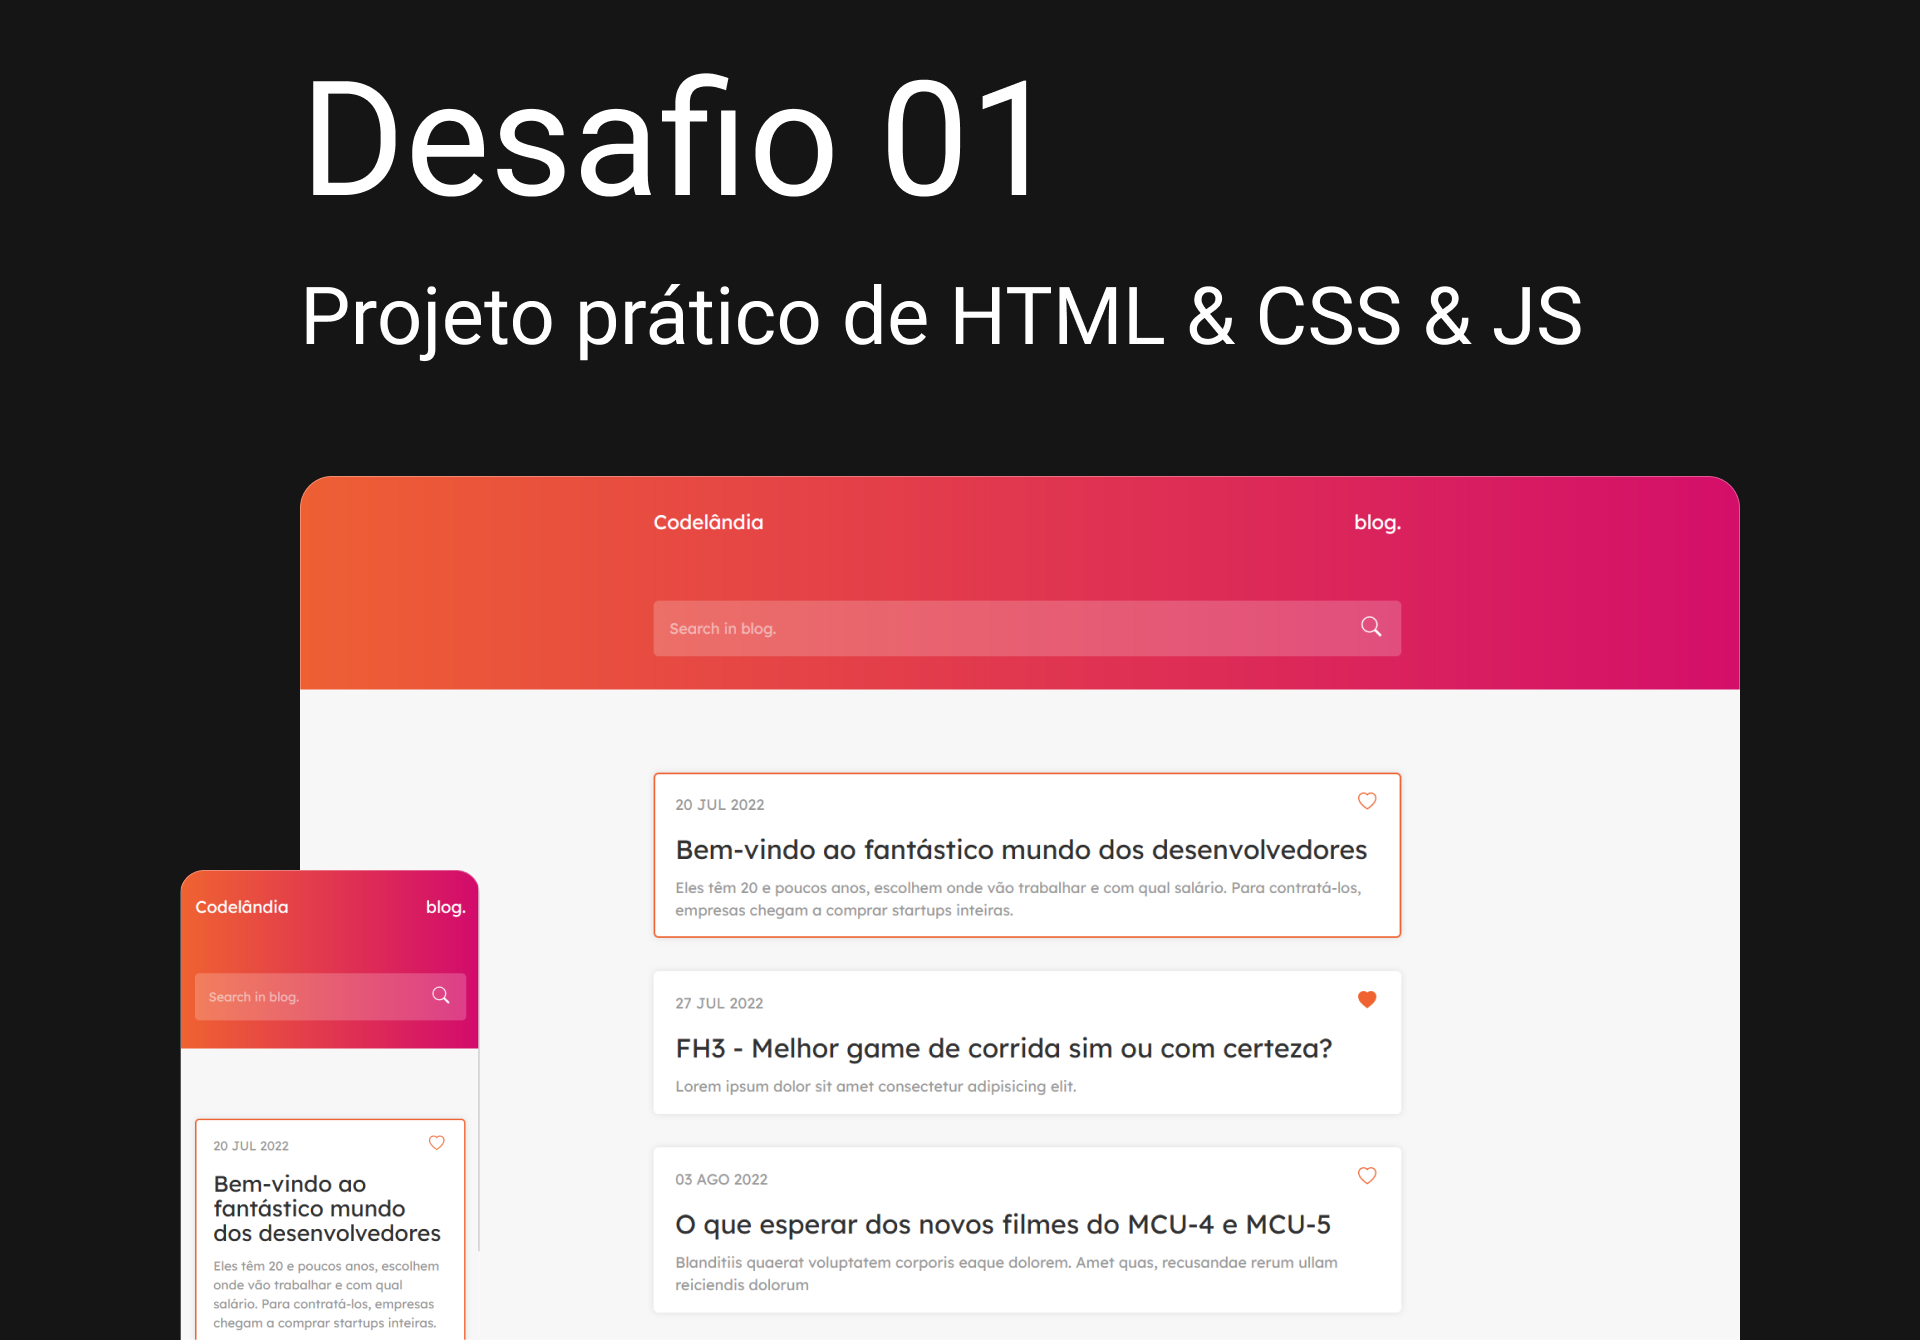 Desafio 01
Projeto prático de HTML & CSS & JS
Codelândia
blog.
Search in blog.
20 JUL 2022
Bem-vindo ao fantástico mundo dos desenvolvedores
Eles têm 20 e poucos anos, escolhem onde vão trabalhar e com qual salário. Para contratá-los,
empresas chegam a comprar startups inteiras.
27 JUL 2022
FH3 - Melhor game de corrida sim ou com certeza?
Lorem ipsum dolor sit amet consectetur adipisicing elit.
03 AGO 2022
O que esperar dos novos filmes do MCU-4 e MCU-5
Blanditiis quaerat voluptatem corporis eaque dolorem. Amet quas, recusandae rerum ullam
reiciendis dolorum
Codelândia
blog.
Search in blog.
20 JUL 2022
Bem-vindo ao
fantástico mundo
dos desenvolvedores
Eles têm 20 e poucos anos, escolhem
onde vão trabalhar e com qual
salário. Para contratá-los, empresas
chegam a comprar startups inteiras.